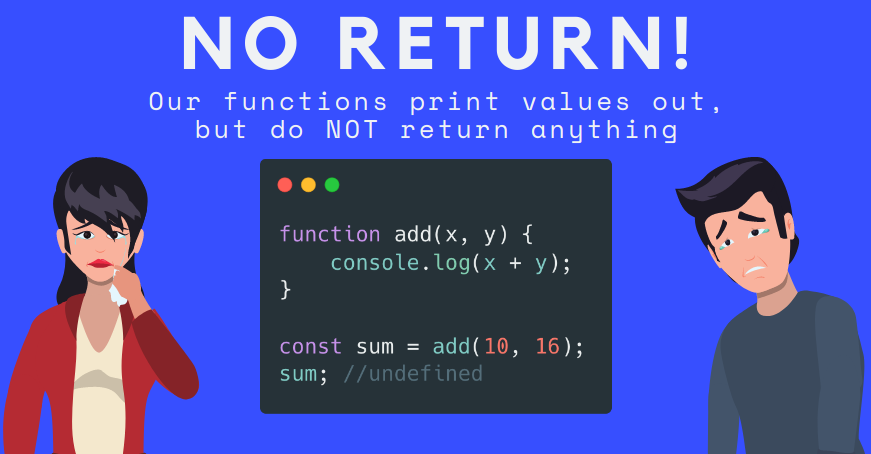 NO RETURN!
Our functions print values out,
but do NOT return anything
function add(x, y) {
    console.log(x + y);
}
const sum = add(10, 16);
sum; //undefined